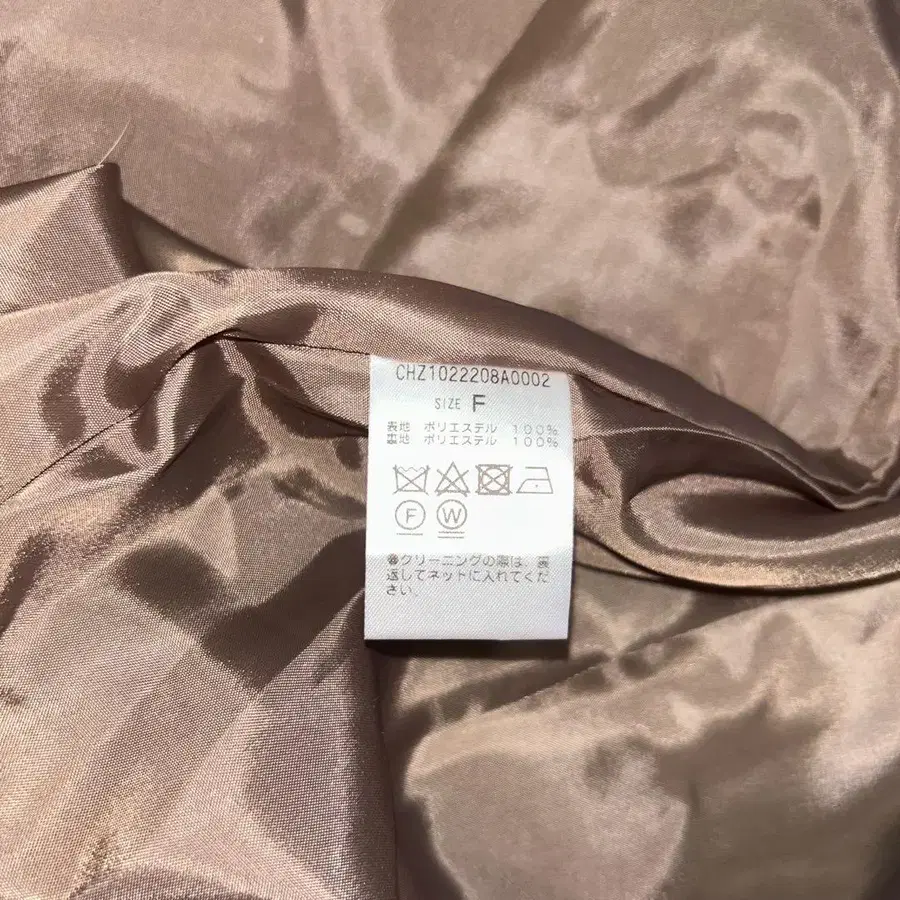 CHZ1022208A0002
SIZE F
表地 ポリエステル 100%
裏地 ポリエステル 100%
F W
クリーニングの際は、裏
返してネットに入れてくだ
さい。